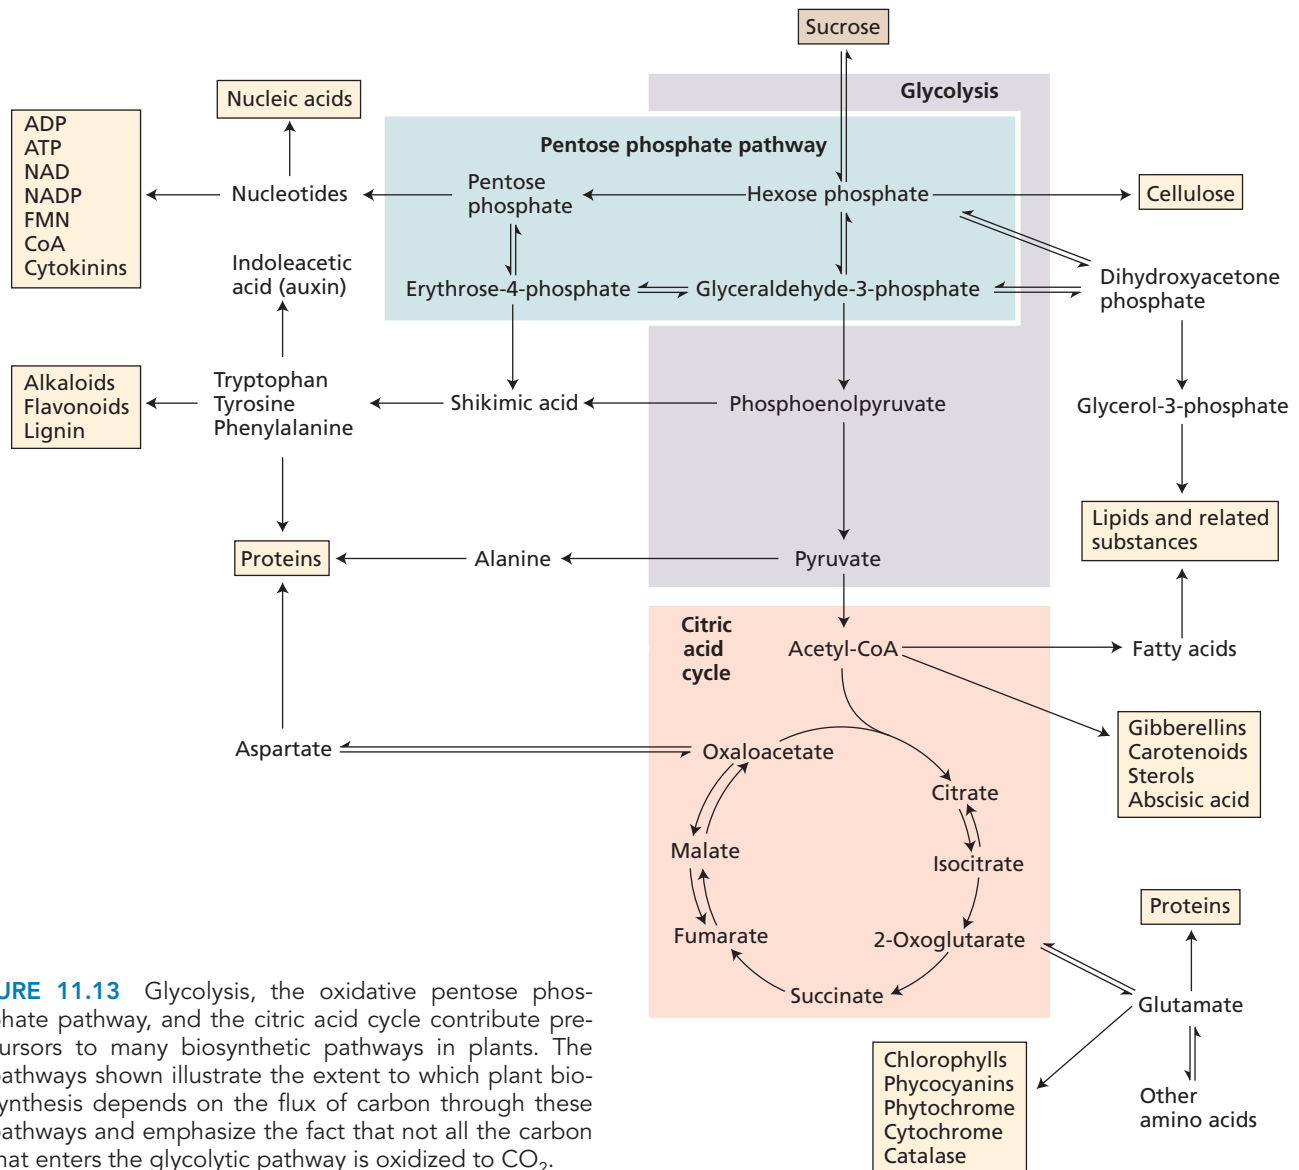 Sucrose
Glycolysis
Nucleic acids
ADP
ATP
NAD
NADP
FMN
CoA
Cytokinins
Pentose phosphate pathway
Nucleotides
Pentose
phosphate
Hexose phosphate
Cellulose
Indoleacetic
acid (auxin)
Erythrose-4-phosphate
Glyceraldehyde-3-phosphate
Dihydroxyacetone
phosphate
Alkaloids
Flavonoids
Lignin
Tryptophan
Tyrosine
Phenylalanine
Shikimic acid
Phosphoenolpyruvate
Glycerol-3-phosphate
Lipids and related
substances
Proteins
Alanine
Pyruvate
Citric
acid
cycle
Acetyl-CoA
Fatty acids
Gibberellins
Carotenoids
Sterols
Abscisic acid
Aspartate
Oxaloacetate
Citrate
Malate
Isocitrate
Fumarate
2-Oxoglutarate
Succinate
Proteins
Glutamate
Other
amino acids
Chlorophylls
Phycocyanins
Phytochrome
Cytochrome
Catalase
URE 11.13 Glycolysis, the oxidative pentose phos-
phate pathway, and the citric acid cycle contribute pre-
ursors to many biosynthetic pathways in plants. The
pathways shown illustrate the extent to which plant bio-
ynthesis depends on the flux of carbon through these
pathways and emphasize the fact that not all the carbon
hat enters the glycolytic pathway is oxidized to CO₂.